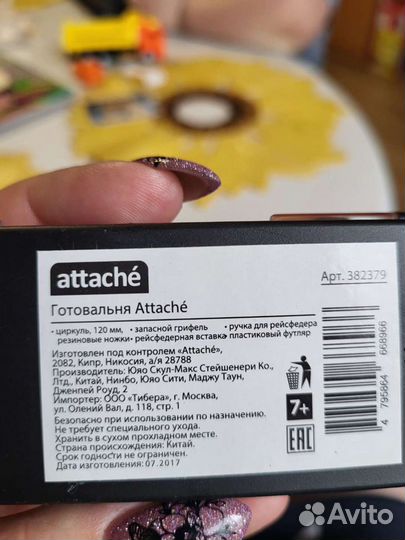 attaché
Арт. 382379
Готовальня Attaché
• циркуль, 120 мм, • запасной грифель • ручка для рейсфедера
резиновые ножки • рейсфедерная вставка • пластиковый футляр
Изготовлен под контролем «Attaché»,
2082, Кипр, Никосия, а/я 28788
Производитель: Юяо Скул-Макс Стейшенери Ко.,
Лтд., Китай, Нинбо, Юяо Сити, Маджу Таун,
Дженпей Роуд, 2
Импортер: ООО «Тибера», г. Москва,
ул. Олений Вал, д. 118, стр. 1
Безопасно при использовании по назначению.
Не требует специального ухода.
Хранить в сухом прохладном месте.
Страна происхождения: Китай.
Срок годности не ограничен.
Дата изготовления: 07.2017
7+
EAC
4 795864 668966
Avito